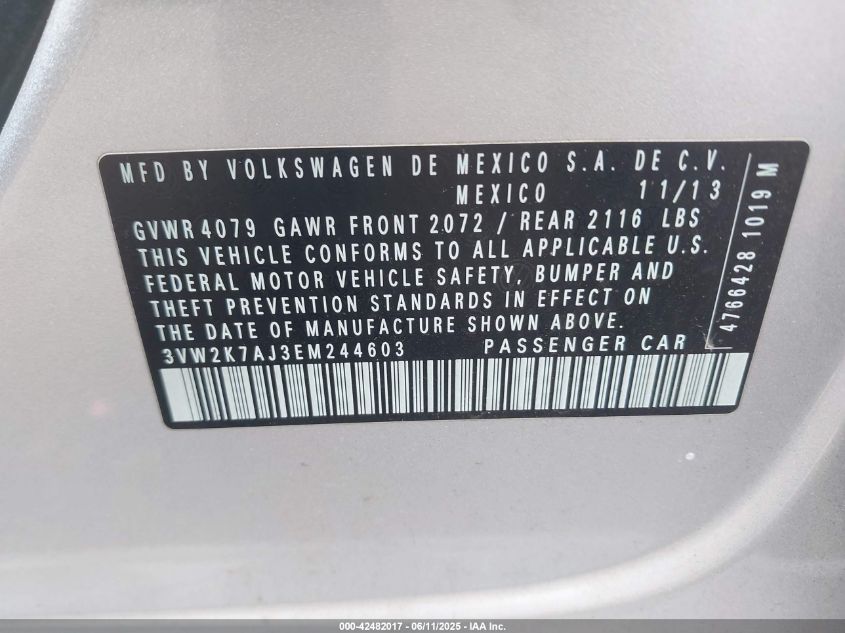 MFD BY VOLKSWAGEN DE MEXICO S.A. DE C.V.
MEXICO 11/13
GVWR 4079 GAWR FRONT 2072 / REAR 2116 LBS
THIS VEHICLE CONFORMS TO ALL APPLICABLE U.S.
FEDERAL MOTOR VEHICLE SAFETY, BUMPER AND
THEFT PREVENTION STANDARDS IN EFFECT ON
THE DATE OF MANUFACTURE SHOWN ABOVE.
3VW2K7AJ3EM244603 PASSENGER CAR
4766428 1019 M
000-42482017 - 06/11/2025 - IAA Inc.